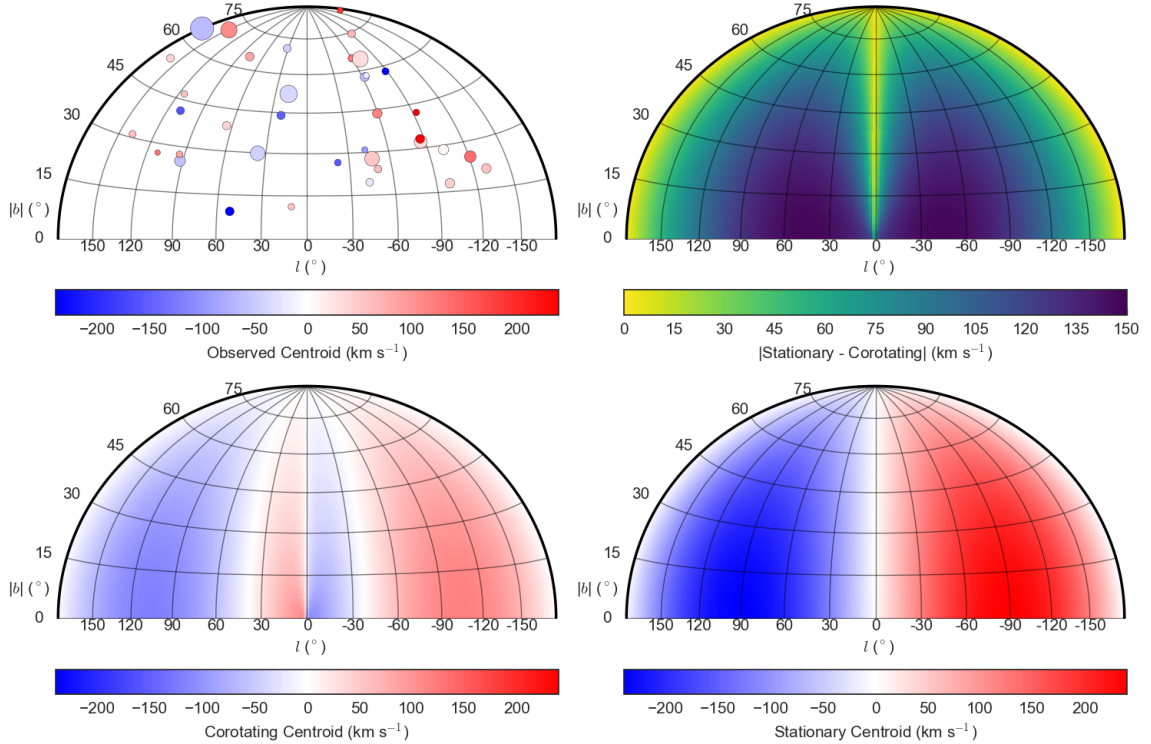 75
60
45
30
15
|b| (°)
0
150 120 90 60 30 0 -30 -60 -90 -120 -150
l (°)
−200 −150 −100 −50 0 50 100 150 200
Observed Centroid (km s⁻¹)
75
60
45
30
15
|b| (°)
0
150 120 90 60 30 0 -30 -60 -90 -120 -150
l (°)
0 15 30 45 60 75 90 105 120 135 150
|Stationary - Corotating| (km s⁻¹)
75
60
45
30
15
|b| (°)
0
150 120 90 60 30 0 -30 -60 -90 -120 -150
l (°)
−200 −150 −100 −50 0 50 100 150 200
Corotating Centroid (km s⁻¹)
75
60
45
30
15
|b| (°)
0
150 120 90 60 30 0 -30 -60 -90 -120 -150
l (°)
−200 −150 −100 −50 0 50 100 150 200
Stationary Centroid (km s⁻¹)